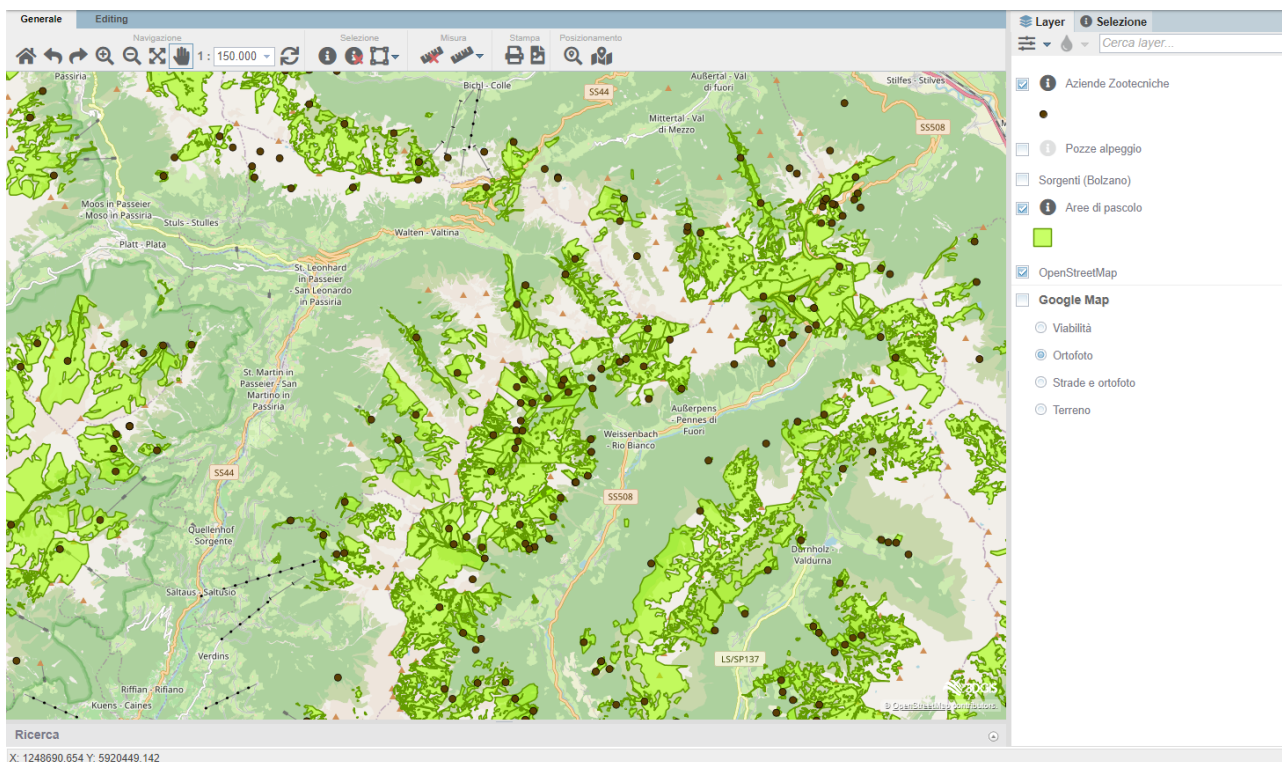 Generale Editing
Navigazione Selezione Misura Stampa Posizionamento
1 : 150.000
Layer Selezione
Cerca layer...
Aziende Zootecniche
Pozze alpeggio
Sorgenti (Bolzano)
Aree di pascolo
OpenStreetMap
Google Map
Viabilità
Ortofoto
Strade e ortofoto
Terreno
Passiria
Bichl - Colle
Außertal - Val
di fuori
Stilfes - Stilves
SS44
Mittertal - Val
di Mezzo
SS508
Moos in Passeier
- Moso in Passiria
Stuls - Stulles
Walten - Valtina
Platt - Plata
St. Leonhard
in Passeier
- San Leonardo
in Passiria
St. Martin in
Passeier - San
Martino in
Passiria
Außerpens
- Pennes di
Fuori
Weissenbach
- Rio Bianco
SS44
SS508
Quellenhof
- Sorgente
Durnholz -
Valdurna
Saltaus - Saltusio
Verdins
LS/SP137
Riffian - Rifiano
Kuens - Caines
© OpenStreetMap contributors.
Ricerca
X: 1248690.654 Y: 5920449.142